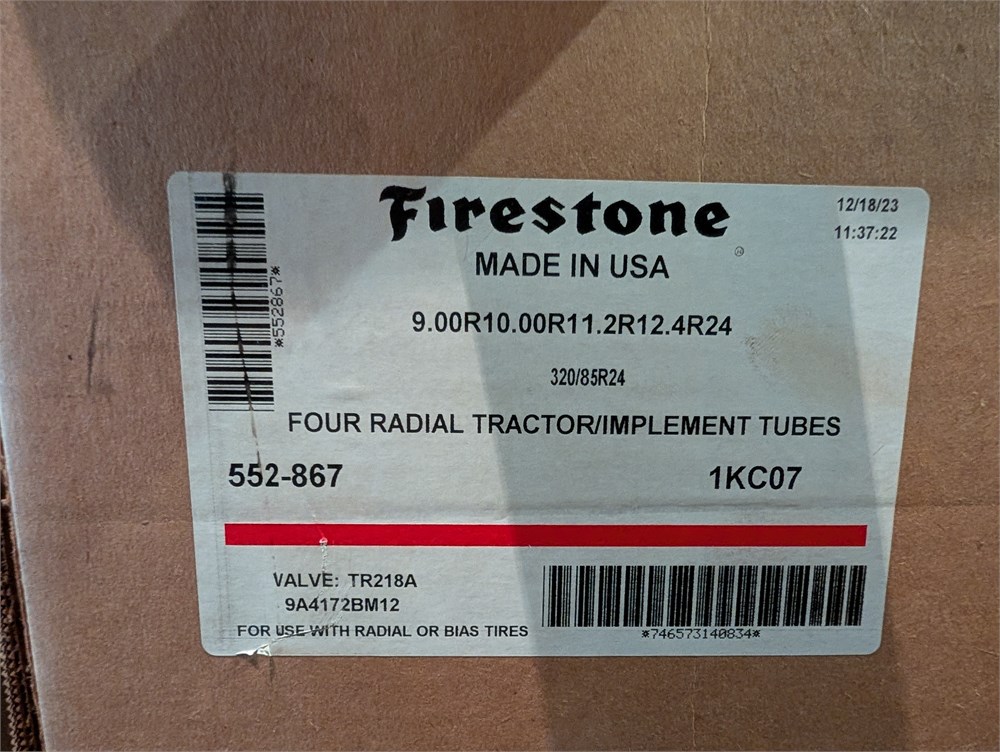 Firestone
®
MADE IN USA
12/18/23
11:37:22
*552867*
9.00R10.00R11.2R12.4R24
320/85R24
FOUR RADIAL TRACTOR/IMPLEMENT TUBES
552-867
1KC07
VALVE: TR218A
9A4172BM12
FOR USE WITH RADIAL OR BIAS TIRES
*746573140834*